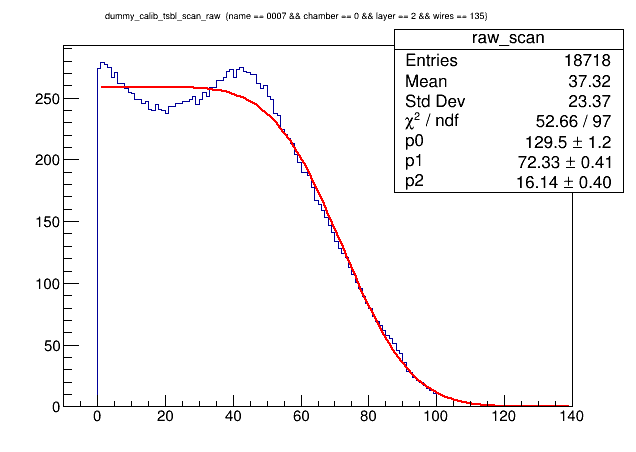 dummy_calib_tsbl_scan_raw (name == 0007 && chamber == 0 && layer == 2 && wires == 135)
raw_scan
Entries 18718
Mean 37.32
Std Dev 23.37
χ² / ndf 52.66 / 97
p0 129.5 ± 1.2
p1 72.33 ± 0.41
p2 16.14 ± 0.40
250
200
150
100
50
0
0 20 40 60 80 100 120 140